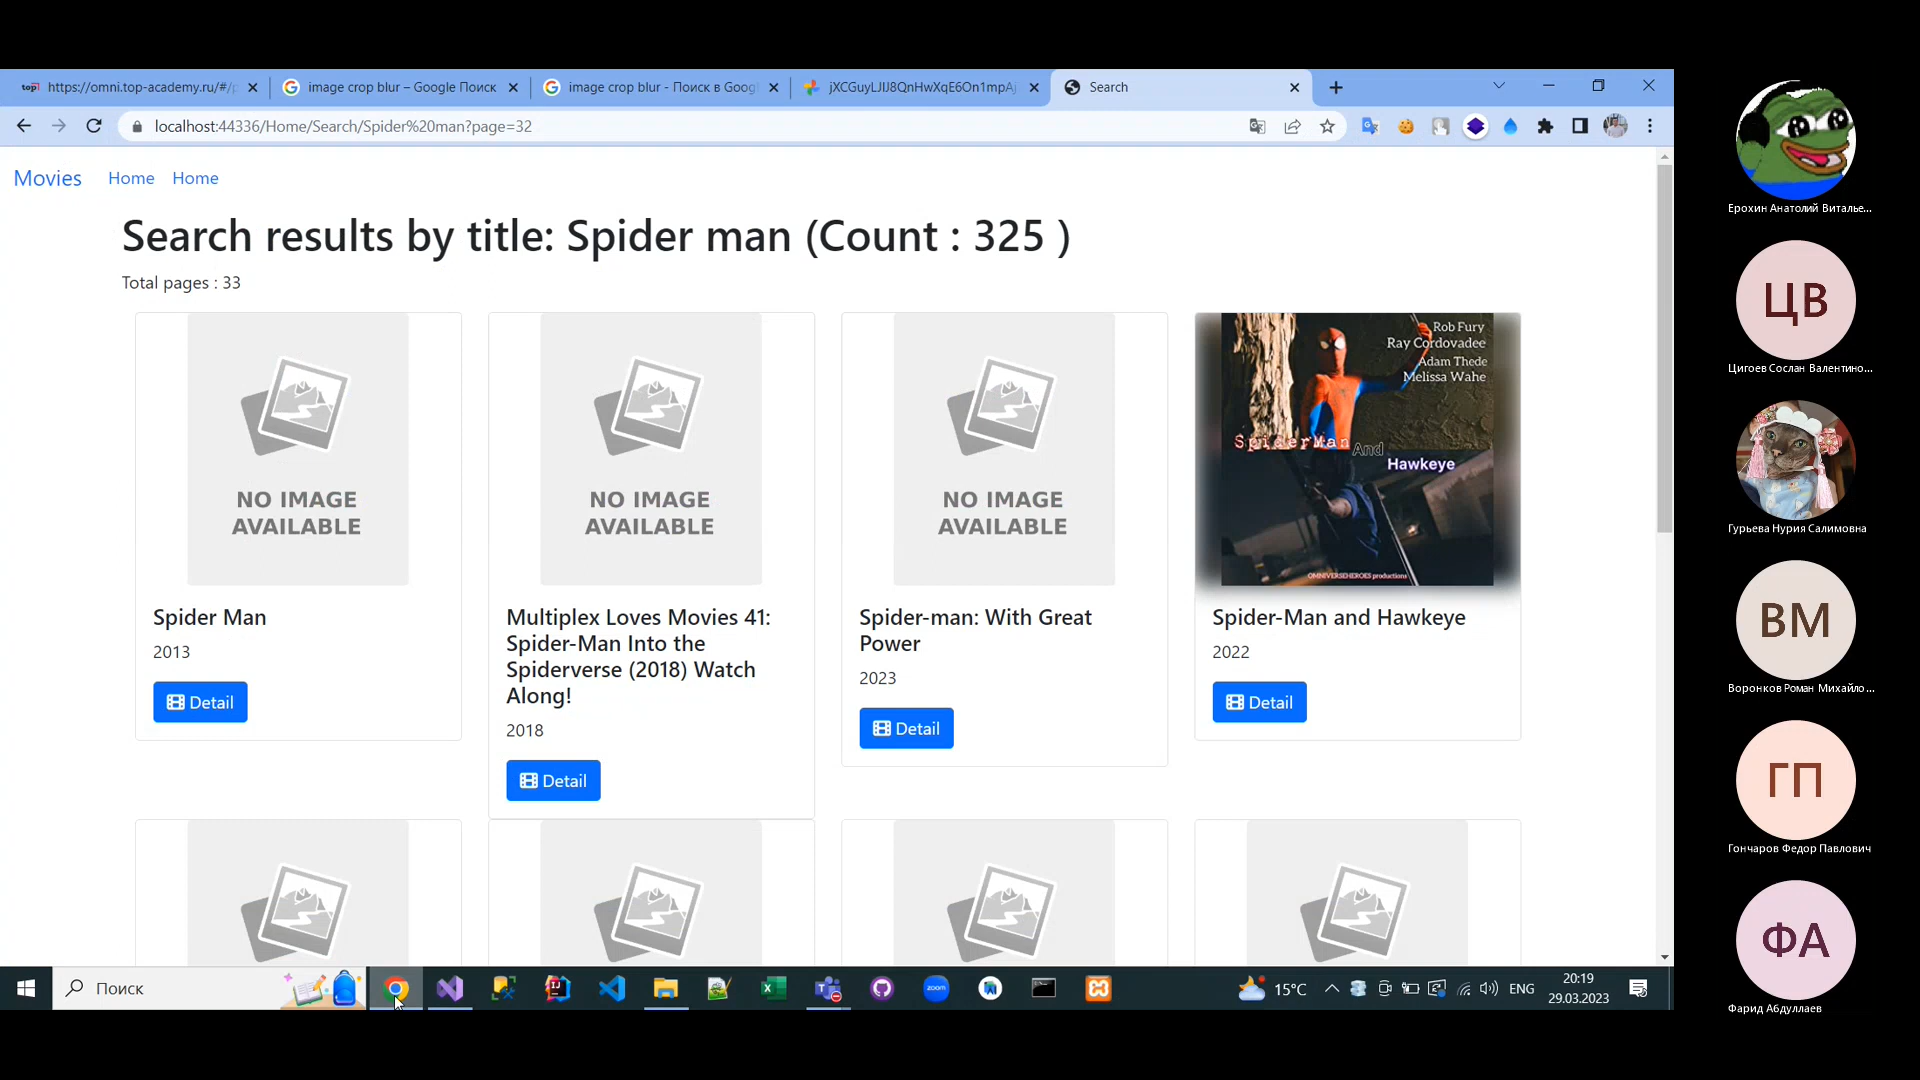 https://omni.top-academy.ru/#/p
image crop blur – Google Поиск
image crop blur - Поиск в Goog
Search
localhost:44336/Home/Search/Spider%20man?page=32
Movies
Home
Home
Search results by title: Spider man (Count : 325 )
Total pages : 33
NO IMAGE
AVAILABLE
NO IMAGE
AVAILABLE
NO IMAGE
AVAILABLE
Rob Fury
Ray Cordovadee
Adam Thede
Melissa Wahe
SpiderMan
And
Hawkeye
OMNIVERSEHEROES productions
Spider Man
2013
Detail
Multiplex Loves Movies 41:
Spider-Man Into the
Spiderverse (2018) Watch
Along!
2018
Detail
Spider-man: With Great
Power
2023
Detail
Spider-Man and Hawkeye
2022
Detail
Поиск
zoom
15°C
ENG
20:19
29.03.2023
Ерохин Анатолий Виталье...
ЦВ
Цигоев Сослан Валентино...
Гурьева Нурия Салимовна
ВМ
Воронков Роман Михайло...
ГП
Гончаров Федор Павлович
ФА
Фарид Абдуллаев